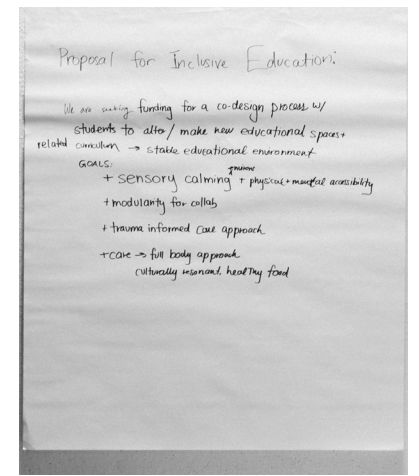 Proposal for Inclusive Education:
We are seeking funding for a co-design process w/
students to alter / make new educational spaces +
related curriculum → stable educational environment
GOALS:
+ sensory calming + physical + mental accessibility
+ modularity for collab
+ trauma informed care approach
+ care → full body approach
culturally resonant, healthy food